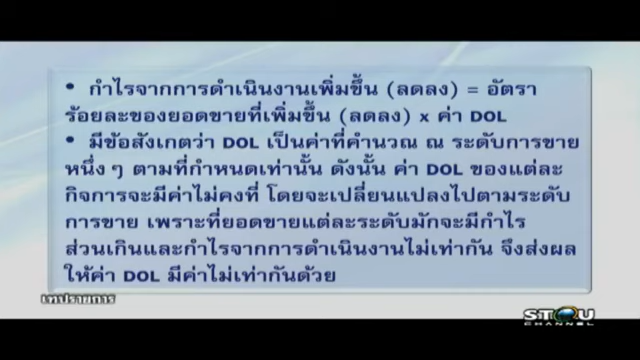 • กำไรจากการดำเนินงานเพิ่มขึ้น (ลดลง) = อัตรา
ร้อยละของยอดขายที่เพิ่มขึ้น (ลดลง) x ค่า DOL
• มีข้อสังเกตว่า DOL เป็นค่าที่คำนวณ ณ ระดับการขาย
หนึ่งๆ ตามที่กำหนดเท่านั้น ดังนั้น ค่า DOL ของแต่ละ
กิจการจะมีค่าไม่คงที่ โดยจะเปลี่ยนแปลงไปตามระดับ
การขาย เพราะที่ยอดขายแต่ละระดับมักจะมีกำไร
ส่วนเกินและกำไรจากการดำเนินงานไม่เท่ากัน จึงส่งผล
ให้ค่า DOL มีค่าไม่เท่ากันด้วย
เทปรายการ
STOU
CHANNEL